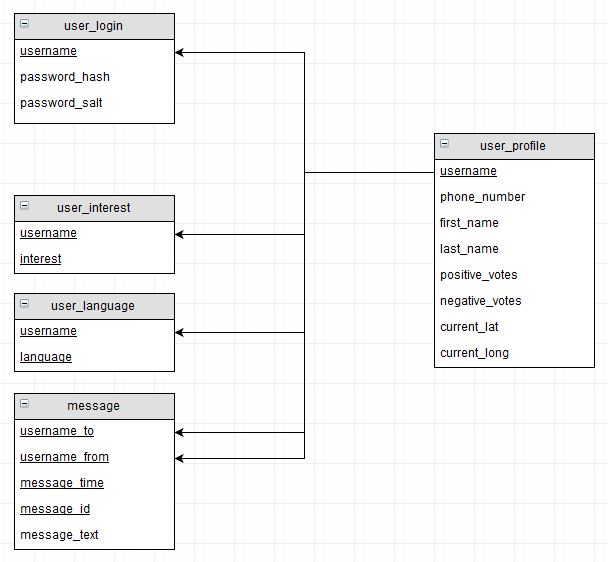 user_login
username
password_hash
password_salt
user_profile
username
phone_number
first_name
last_name
positive_votes
negative_votes
current_lat
current_long
user_interest
username
interest
user_language
username
language
message
username_to
username_from
message_time
message_id
message_text